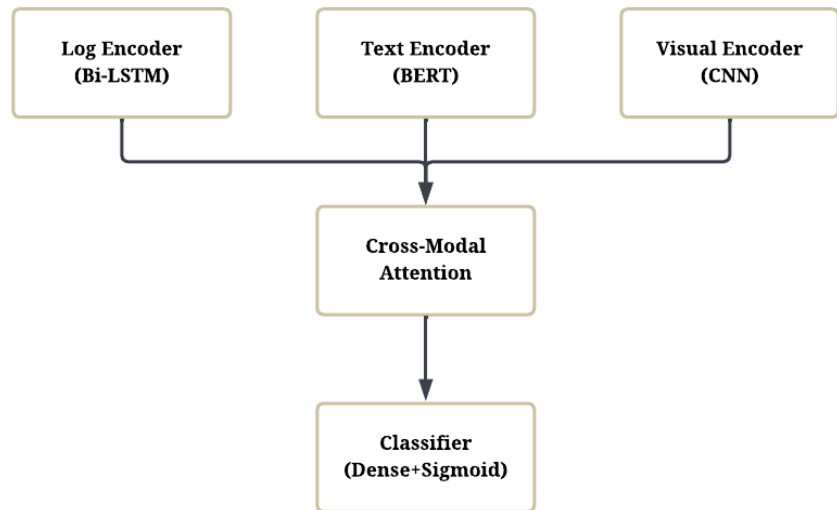 Log Encoder
(Bi-LSTM)
Text Encoder
(BERT)
Visual Encoder
(CNN)
Cross-Modal
Attention
Classifier
(Dense+Sigmoid)